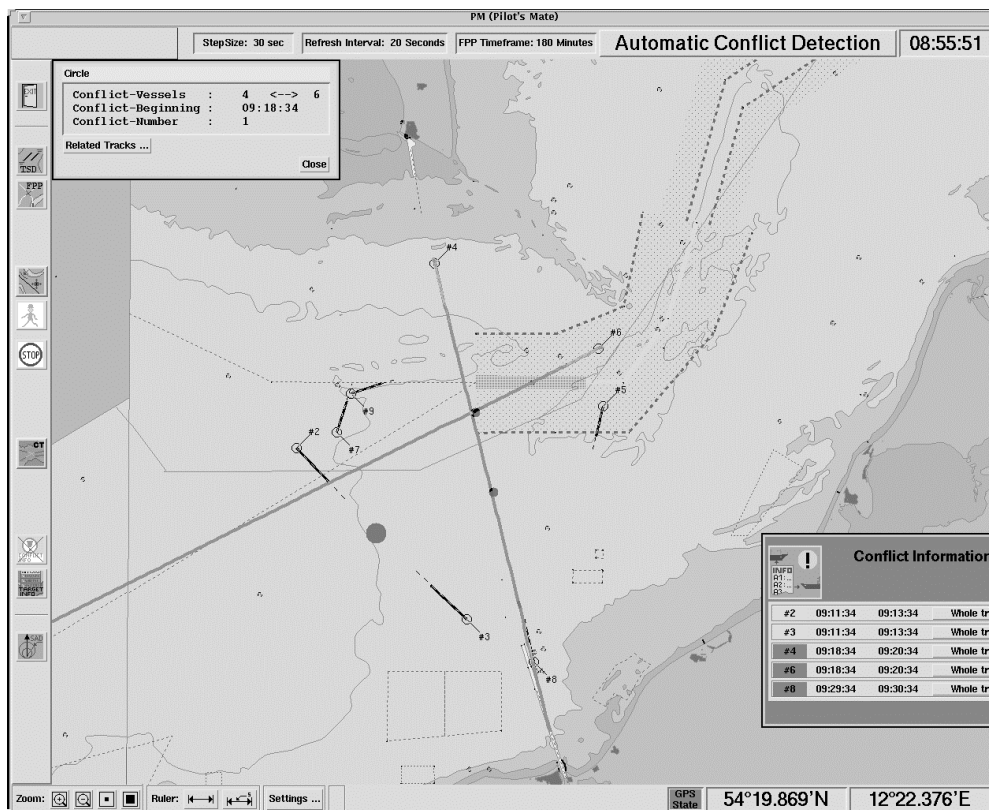 PM (Pilot's Mate)
StepSize: 30 sec
Refresh Interval: 20 Seconds
FPP Timeframe: 180 Minutes
Automatic Conflict Detection
08:55:51
Circle
Conflict-Vessels : 4 <--> 6
Conflict-Beginning : 09:18:34
Conflict-Number : 1
Related Tracks ...
Close
EXIT
TSD
FPP
STOP
CT
TARGET
INFO
SAD
#4
#6
#5
#9
#2
#7
#3
#8
INFO
A1:..
A2:..
A3..
!
Conflict Information
#2 09:11:34 09:13:34 Whole tr
#3 09:11:34 09:13:34 Whole tr
#4 09:18:34 09:20:34 Whole tr
#6 09:18:34 09:20:34 Whole tr
#8 09:29:34 09:30:34 Whole tr
Zoom:
Ruler:
Settings ...
GPS
State
54°19.869'N
12°22.376'E